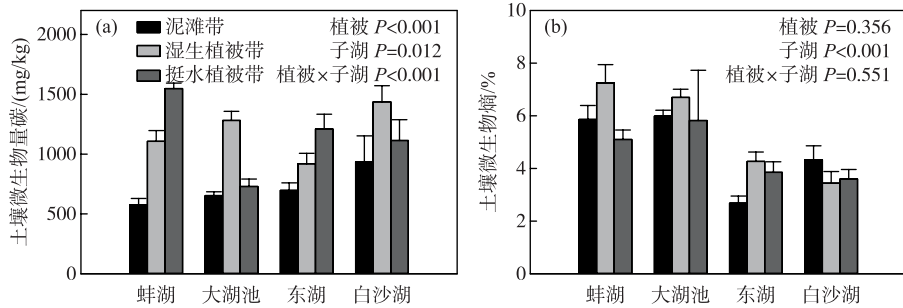 (a)
泥滩带
湿生植被带
挺水植被带
植被 P<0.001
子湖 P=0.012
植被×子湖 P<0.001
土壤微生物量碳/(mg/kg)
2000
1500
1000
500
0
蚌湖 大湖池 东湖 白沙湖
(b)
植被 P=0.356
子湖 P<0.001
植被×子湖 P=0.551
土壤微生物熵/%
10
8
6
4
2
0
蚌湖 大湖池 东湖 白沙湖